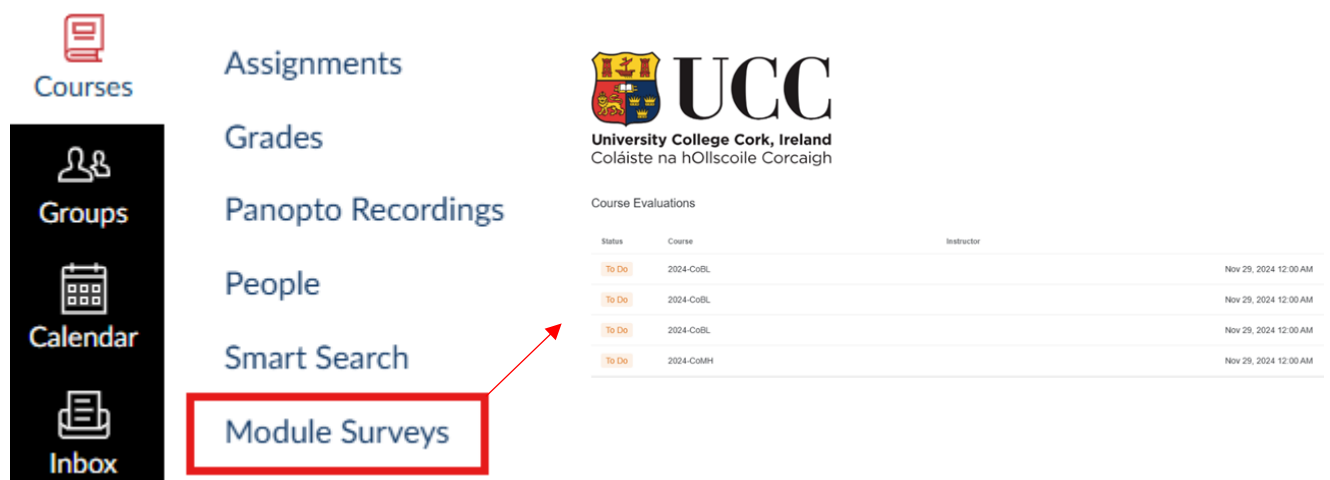 Courses
Groups
Calendar
Inbox
Assignments
Grades
Panopto Recordings
People
Smart Search
Module Surveys
UCC
University College Cork, Ireland
Coláiste na hOllscoile Corcaigh
Course Evaluations
Status Course Instructor
To Do 2024-CoBL Nov 29, 2024 12:00 AM
To Do 2024-CoBL Nov 29, 2024 12:00 AM
To Do 2024-CoBL Nov 29, 2024 12:00 AM
To Do 2024-CoMH Nov 29, 2024 12:00 AM